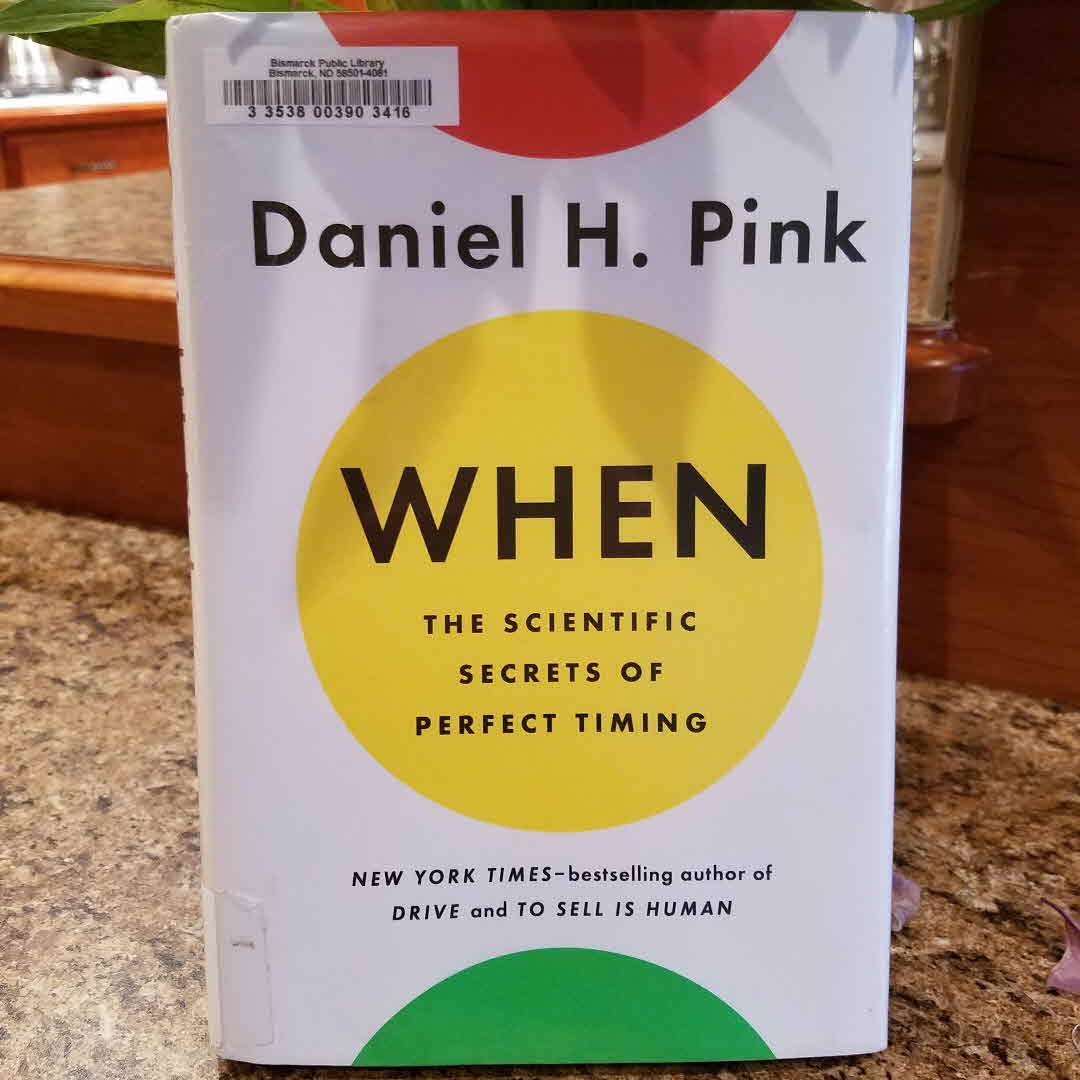 Bismarck Public Library
Bismarck, ND 58501-4081
3 3538 00390 3416
Daniel H. Pink
WHEN
THE SCIENTIFIC
SECRETS OF
PERFECT TIMING
NEW YORK TIMES–bestselling author of
DRIVE and TO SELL IS HUMAN